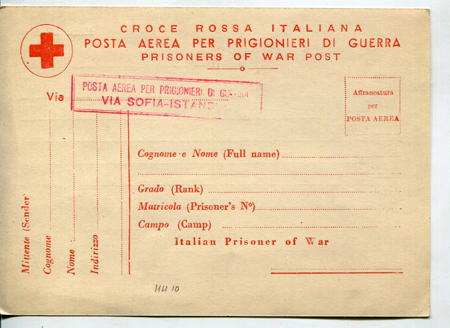 CROCE ROSSA ITALIANA
POSTA AEREA PER PRIGIONIERI DI GUERRA
PRISONERS OF WAR POST
Via
POSTA AEREA PER PRIGIONIERI DI GUERRA
VIA SOFIA-ISTANB
Affrancatura
per
POSTA AEREA
Cognome e Nome (Full name)
Grado (Rank)
Matricola (Prisoner's Nº)
Campo (Camp)
Italian Prisoner of War
Mittente (Sender)
Cognome
Nome
Indirizzo